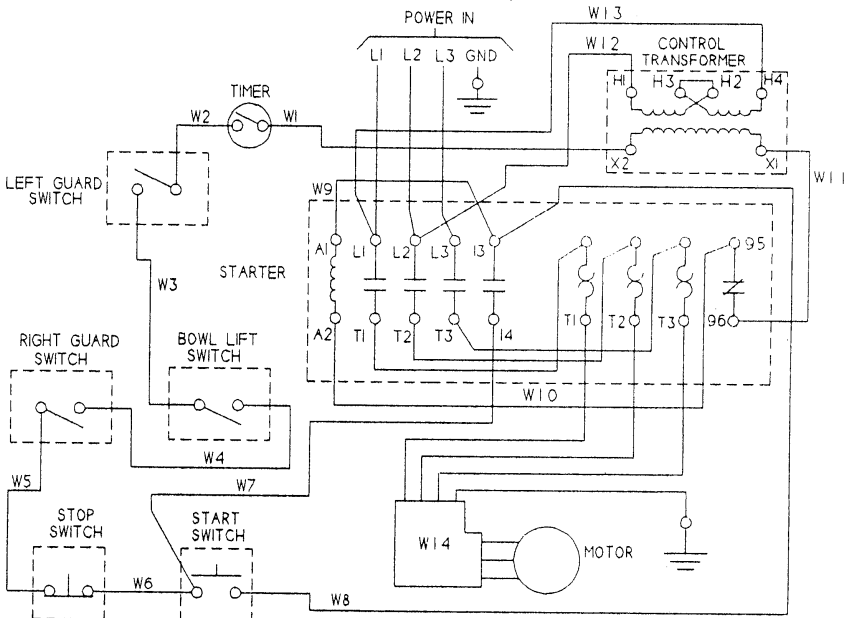 POWER IN
L1 L2 L3 GND
W13
W12
CONTROL
TRANSFORMER
H1 H3 H2 H4
X2 X1
W11
TIMER
W2 W1
LEFT GUARD
SWITCH
W3
W9
STARTER
A1 L1 L2 L3 13 95
A2 T1 T2 T3 14 T1 T2 T3 96
W10
RIGHT GUARD
SWITCH
BOWL LIFT
SWITCH
W4
W5
W7
STOP
SWITCH
START
SWITCH
W6
W8
W14
MOTOR